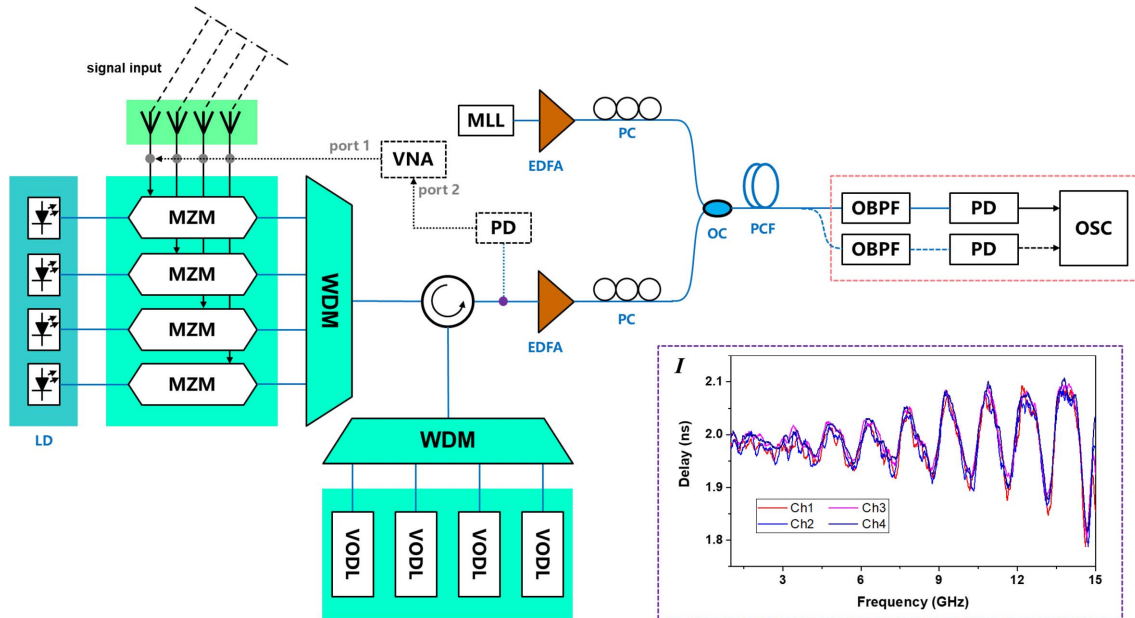 signal input
MLL
EDFA
PC
port 1
VNA
port 2
PD
MZM
MZM
MZM
MZM
LD
WDM
EDFA
PC
OC
PCF
OBPF
PD
OBPF
PD
OSC
WDM
VODL
VODL
VODL
VODL
I
2.1
2.0
1.9
1.8
Delay (ns)
Ch1
Ch3
Ch2
Ch4
3
6
9
12
15
Frequency (GHz)